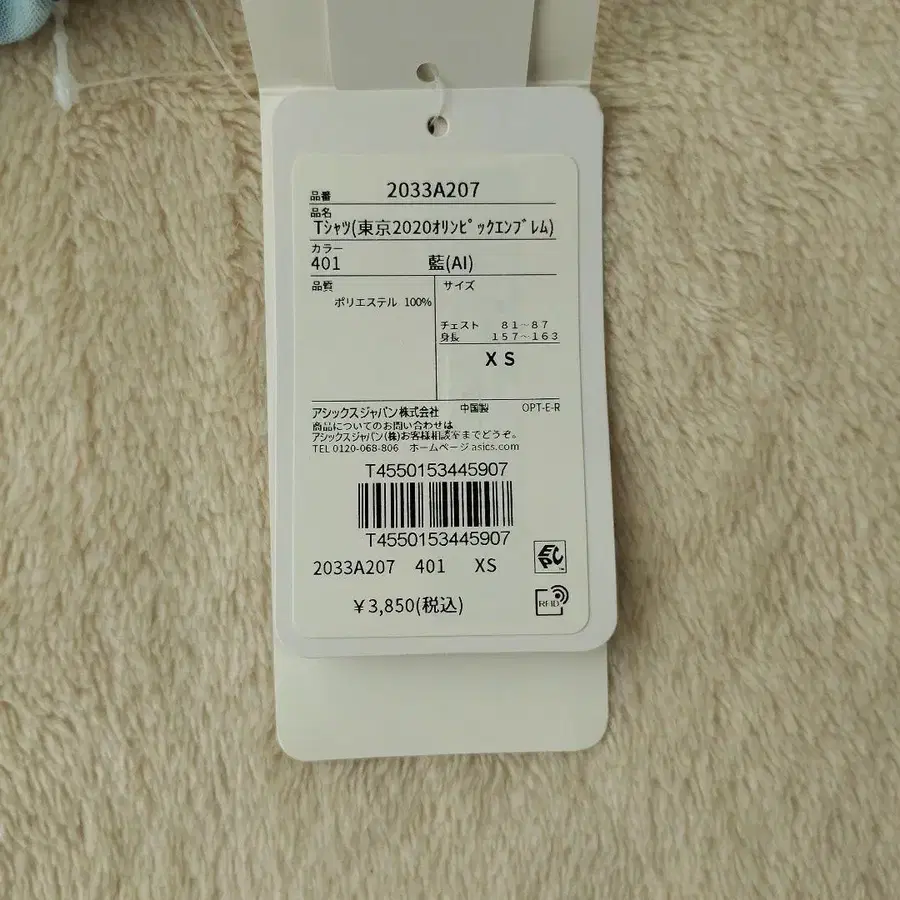 品番 2033A207
品名
Tシャツ(東京2020オリンピックエンブレム)
カラー
401 藍(AI)
品質 サイズ
ポリエステル 100%
チェスト 81~87
身長 157~163
XS
アシックスジャパン株式会社 中国製 OPT-E-R
商品についてのお問い合わせは
アシックスジャパン(株)お客様相談室までどうぞ。
TEL 0120-068-806 ホームページ asics.com
T4550153445907
T4550153445907
2033A207 401 XS
EPC
¥3,850(税込)
RFID